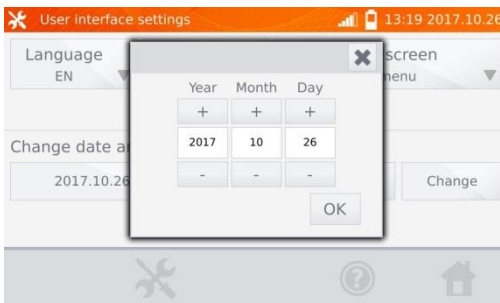 User interface settings
13:19 2017.10.26
Language
screen
EN
menu
Year Month Day
+ + +
2017 10 26
- - -
OK
Change date a
2017.10.26
Change